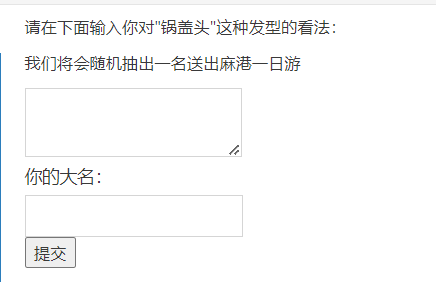 请在下面输入你对"锅盖头"这种发型的看法：
我们将会随机抽出一名送出麻港一日游
你的大名：
提交